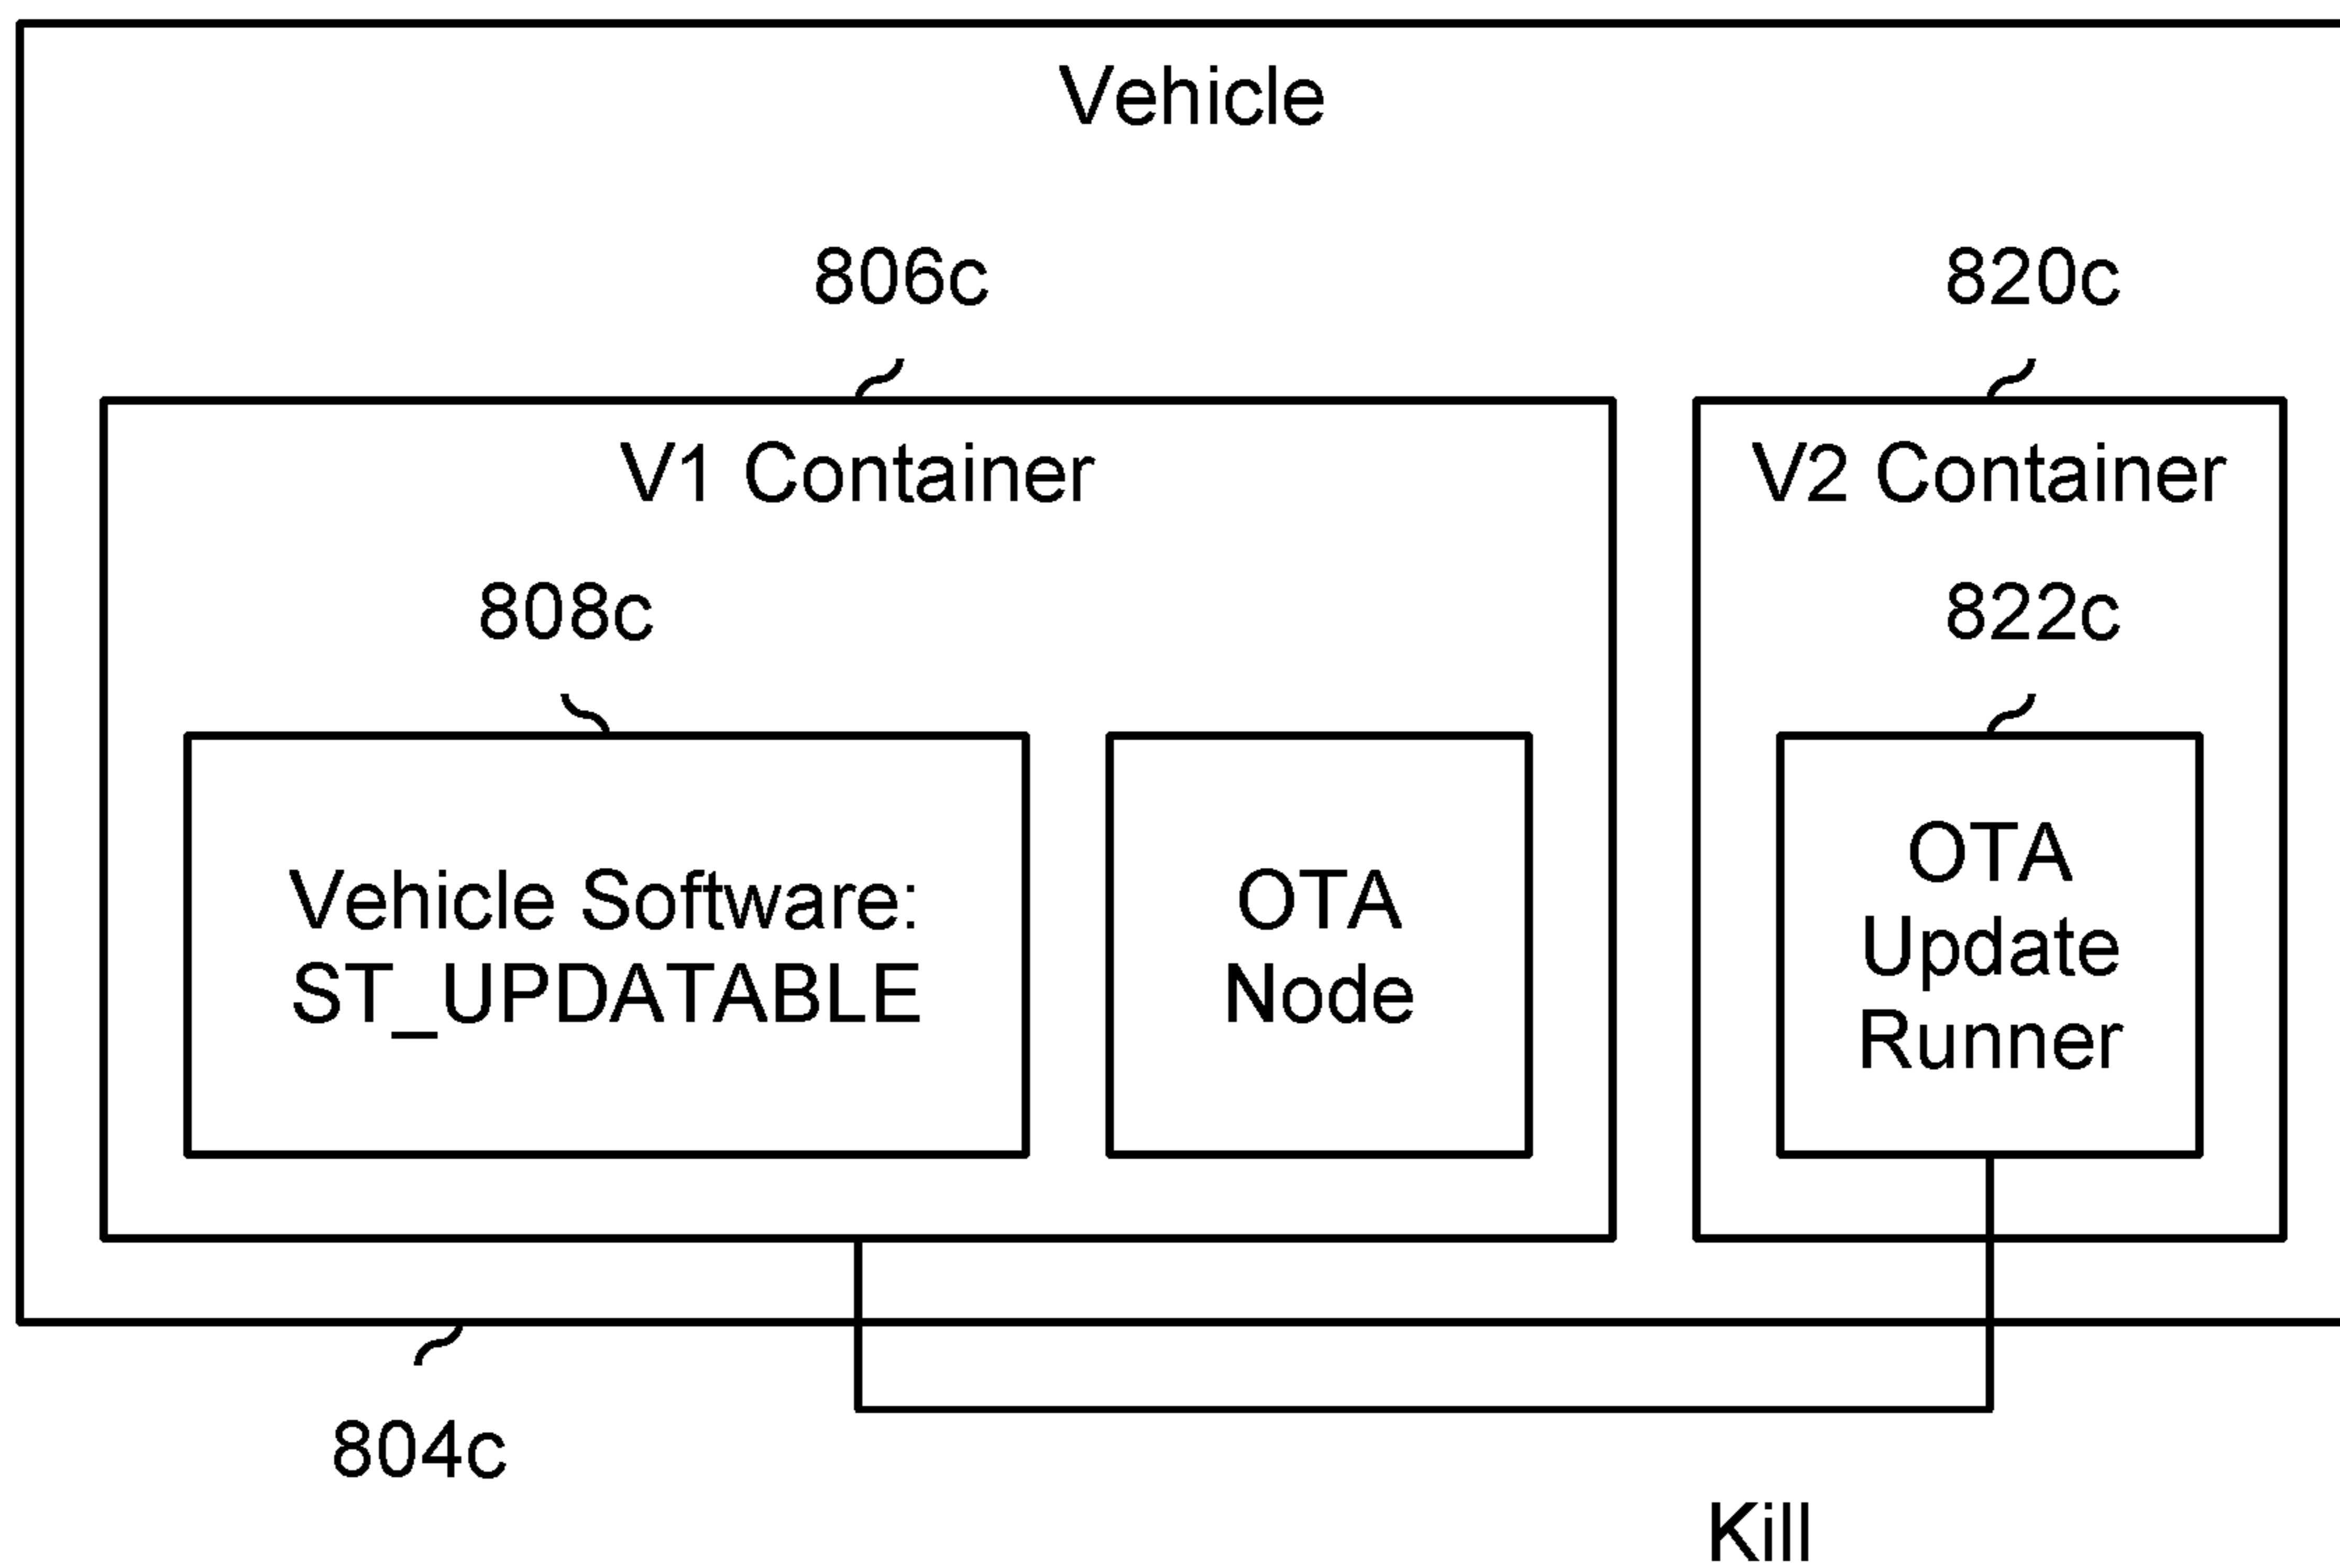 Vehicle
806c
820c
V1 Container
V2 Container
808c
822c
Vehicle Software:
ST_UPDATABLE
OTA
Node
OTA
Update
Runner
804c
Kill